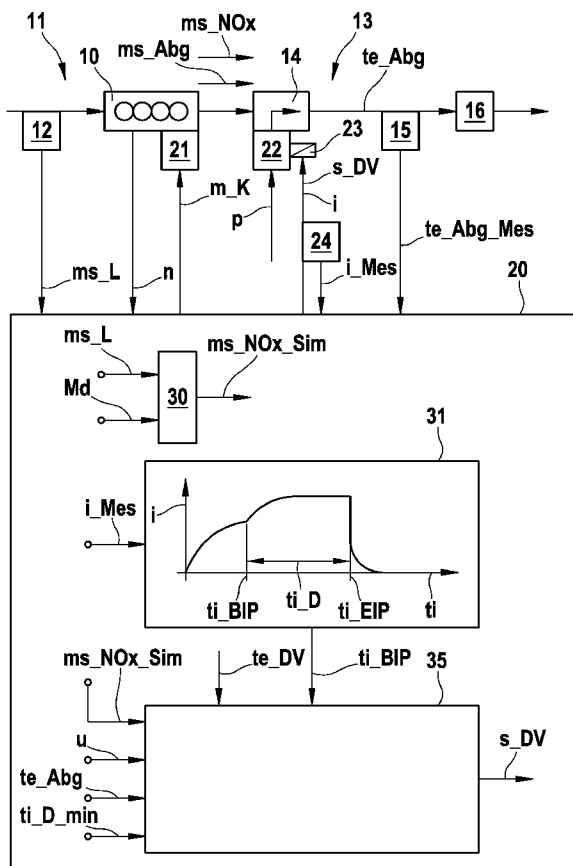 ms_NOx
11
ms_Abg
13
10
14
te_Abg
12
21
22
23
15
16
s_DV
m_K
p
i
24
te_Abg_Mes
i_Mes
ms_L
n
20
ms_L
ms_NOx_Sim
Md
30
31
i_Mes
i
ti_D
ti_BIP
ti_EIP
ti
ms_NOx_Sim
te_DV
ti_BIP
35
u
s_DV
te_Abg
ti_D_min